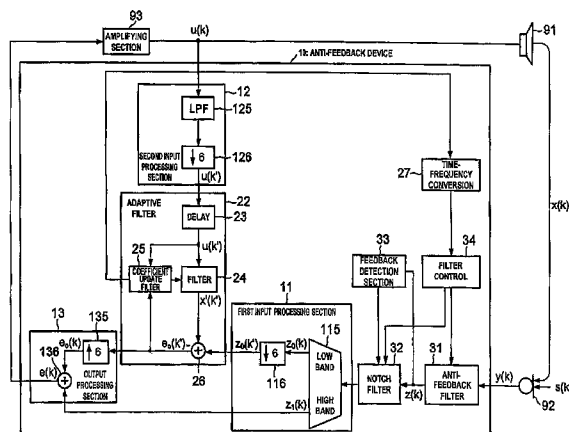 93
AMPLIFYING
SECTION
u(k)
91
10: ANTI-FEEDBACK DEVICE
12
LPF
125
↓ 6
126
SECOND INPUT
PROCESSING
SECTION
u(k')
27
TIME-
FREQUENCY
CONVERSION
x(k)
ADAPTIVE
FILTER
22
DELAY
23
u(k')
33
34
25
COEFFICIENT
UPDATE
FILTER
FILTER
24
FEEDBACK
DETECTION
SECTION
FILTER
CONTROL
x'(k')
11
FIRST INPUT PROCESSING SECTION
13
135
↑ 6
e₀(k)
e₀(k')
-
z₀(k')
↓ 6
z₀(k)
115
LOW
BAND
HIGH
BAND
116
32
NOTCH
FILTER
z(k)
31
ANTI-
FEEDBACK
FILTER
y(k)
s(k)
92
136
e(k)
OUTPUT
PROCESSING
SECTION
26
z₁(k)